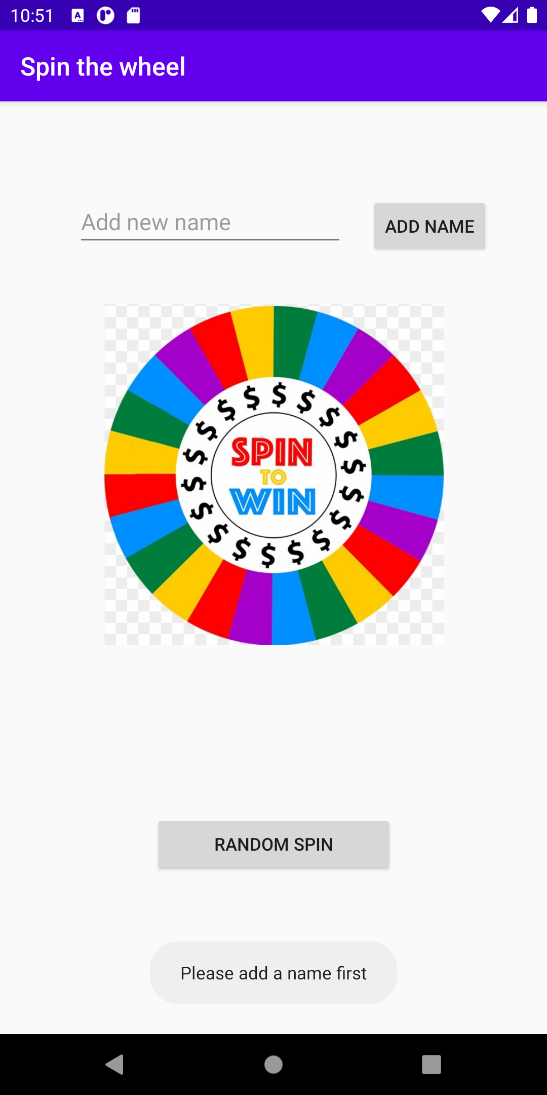 10:51
Spin the wheel
Add new name
ADD NAME
$ $ $ $ $ $ $ $ $ $ $ $ $ $ $ $ $ $ $ $ $ $ $
SPIN
TO
WIN
RANDOM SPIN
Please add a name first